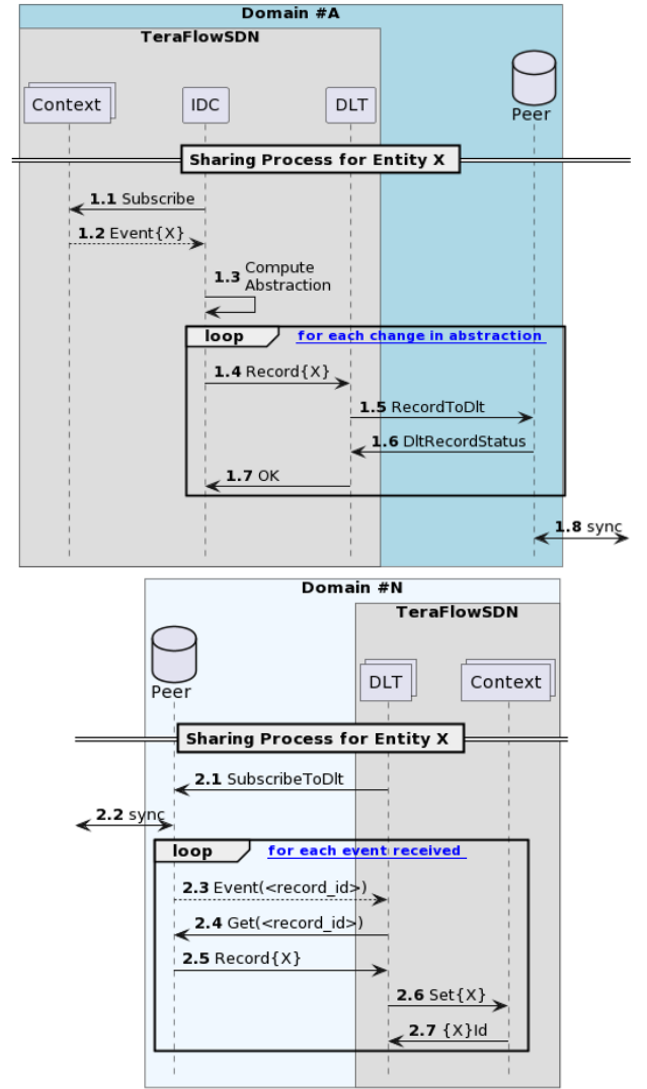 Domain #A
TeraFlowSDN
Context
IDC
DLT
Peer
Sharing Process for Entity X
1.1 Subscribe
1.2 Event{X}
1.3 Compute
Abstraction
loop for each change in abstraction
1.4 Record{X}
1.5 RecordToDlt
1.6 DltRecordStatus
1.7 OK
1.8 sync
Domain #N
TeraFlowSDN
Peer
DLT
Context
Sharing Process for Entity X
2.1 SubscribeToDlt
2.2 sync
loop for each event received
2.3 Event(<record_id>)
2.4 Get(<record_id>)
2.5 Record{X}
2.6 Set{X}
2.7 {X}Id